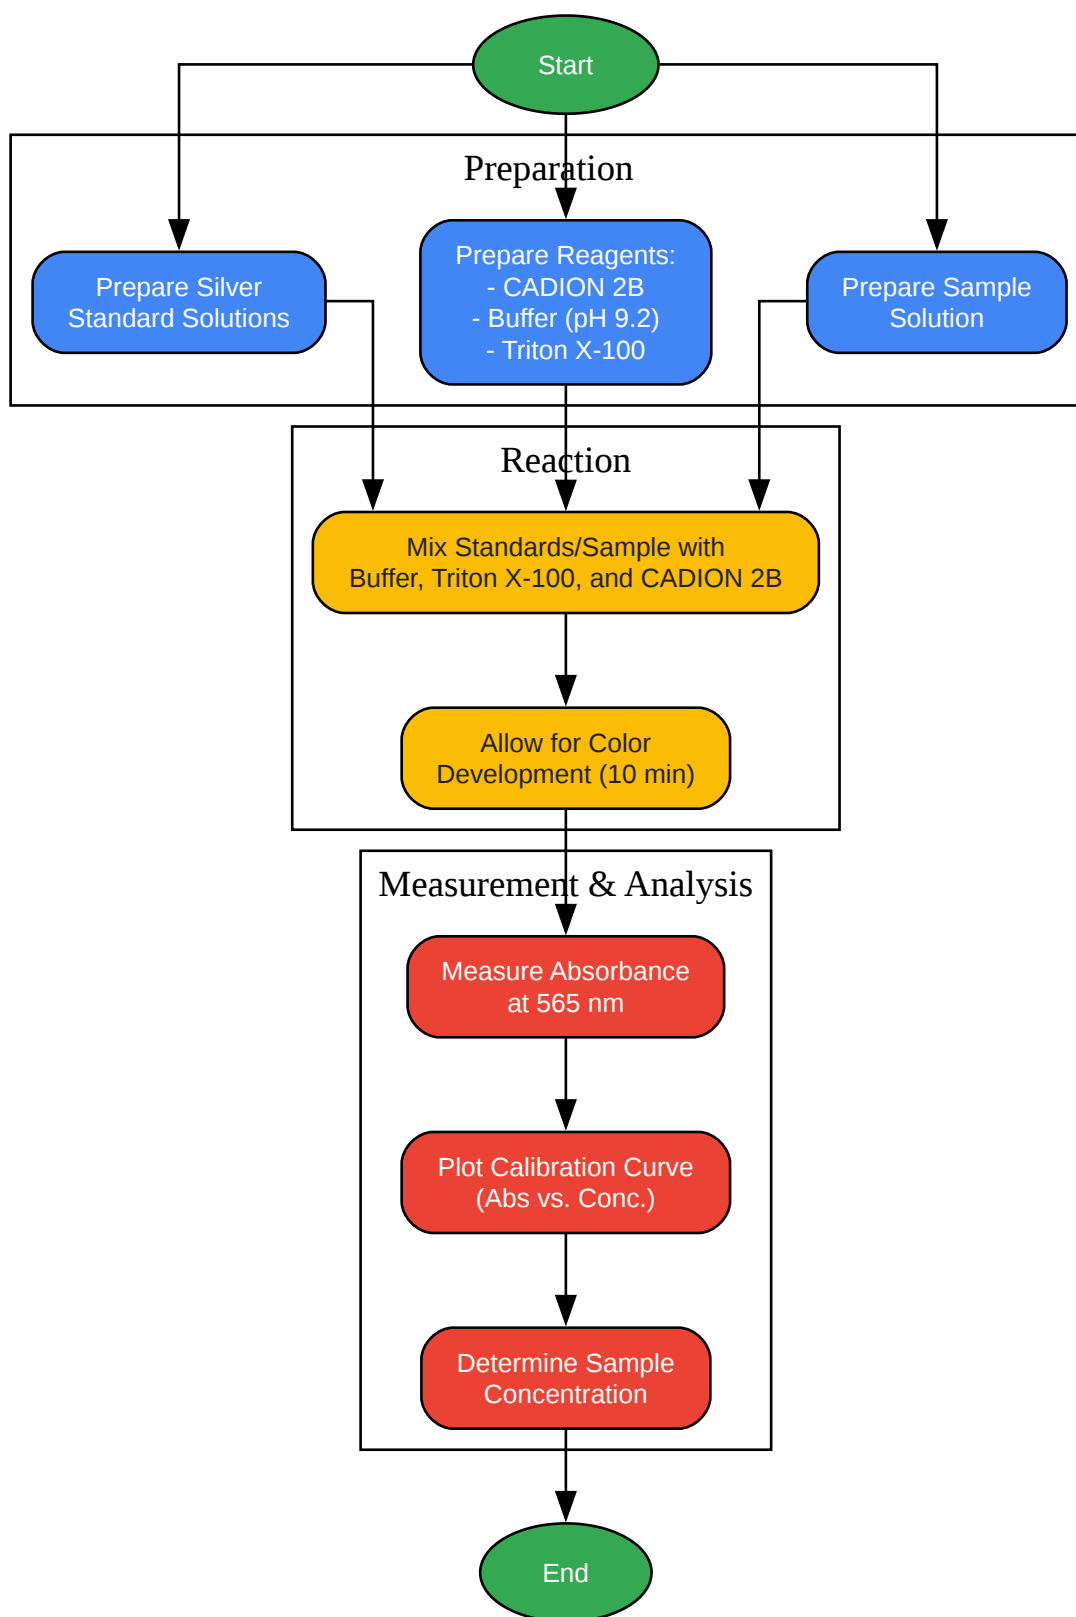 Start
Preparation
Prepare Silver
Standard Solutions
Prepare Reagents:
- CADION 2B
- Buffer (pH 9.2)
- Triton X-100
Prepare Sample
Solution
Reaction
Mix Standards/Sample with
Buffer, Triton X-100, and CADION 2B
Allow for Color
Development (10 min)
Measurement & Analysis
Measure Absorbance
at 565 nm
Plot Calibration Curve
(Abs vs. Conc.)
Determine Sample
Concentration
End